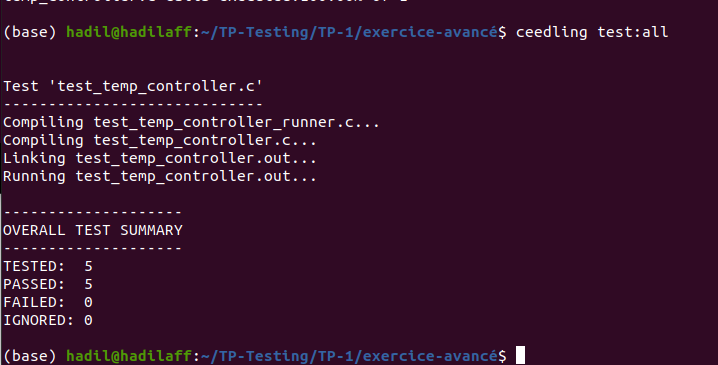 (base) hadil@hadilaff:~/TP-Testing/TP-1/exercice-avancé$ ceedling test:all
Test 'test_temp_controller.c'
-----------------------------
Compiling test_temp_controller_runner.c...
Compiling test_temp_controller.c...
Linking test_temp_controller.out...
Running test_temp_controller.out...
--------------------
OVERALL TEST SUMMARY
--------------------
TESTED:  5
PASSED:  5
FAILED:  0
IGNORED: 0
(base) hadil@hadilaff:~/TP-Testing/TP-1/exercice-avancé$